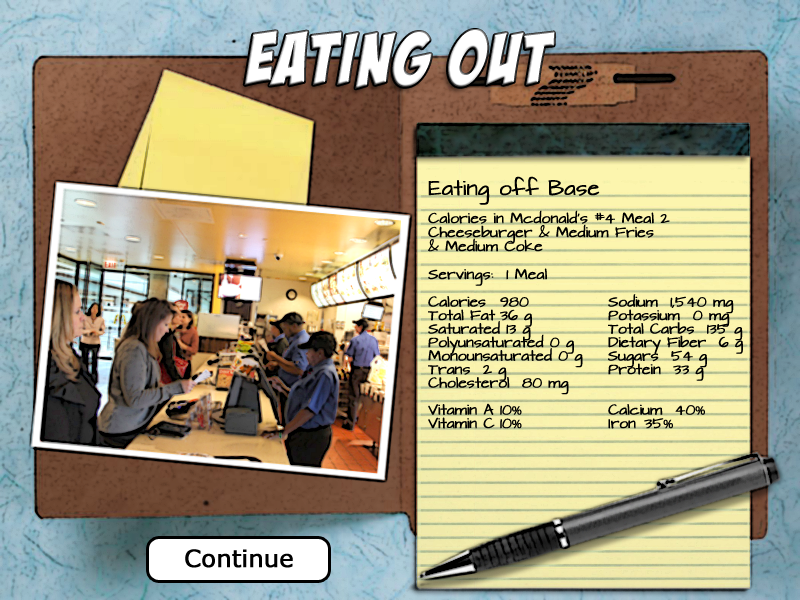 EATING OUT
Eating off Base
Calories in Mcdonald's #4 Meal 2
Cheeseburger & Medium Fries
& Medium Coke
Servings: 1 Meal
Calories 980
Total Fat 36 g
Saturated 13 g
Polyunsaturated 0 g
Monounsaturated 0 g
Trans 2 g
Cholesterol 80 mg
Sodium 1,540 mg
Potassium 0 mg
Total Carbs 135 g
Dietary Fiber 6 g
Sugars 54 g
Protein 33 g
Vitamin A 10%
Vitamin C 10%
Calcium 40%
Iron 35%
Continue